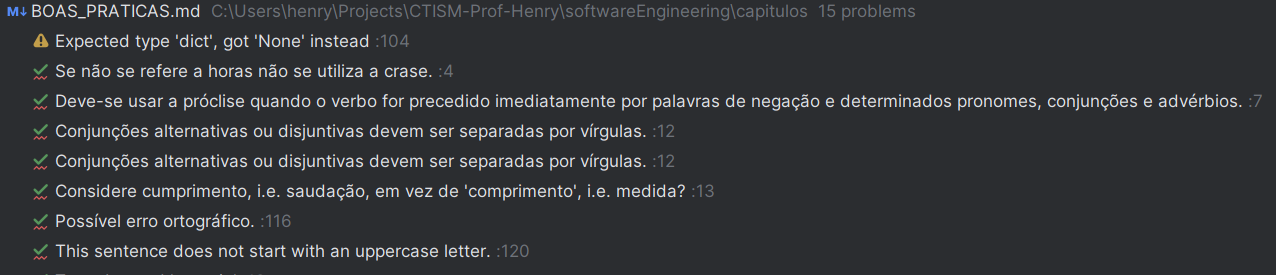 M↓ BOAS_PRATICAS.md C:\Users\henry\Projects\CTISM-Prof-Henry\softwareEngineering\capitulos 15 problems
Expected type 'dict', got 'None' instead :104
Se não se refere a horas não se utiliza a crase. :4
Deve-se usar a próclise quando o verbo for precedido imediatamente por palavras de negação e determinados pronomes, conjunções e advérbios. :7
Conjunções alternativas ou disjuntivas devem ser separadas por vírgulas. :12
Conjunções alternativas ou disjuntivas devem ser separadas por vírgulas. :12
Considere cumprimento, i.e. saudação, em vez de 'comprimento', i.e. medida? :13
Possível erro ortográfico. :116
This sentence does not start with an uppercase letter. :120